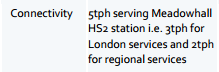 Connectivity 5tph serving Meadowhall
HS2 station i.e. 3tph for
London services and 2tph
for regional services